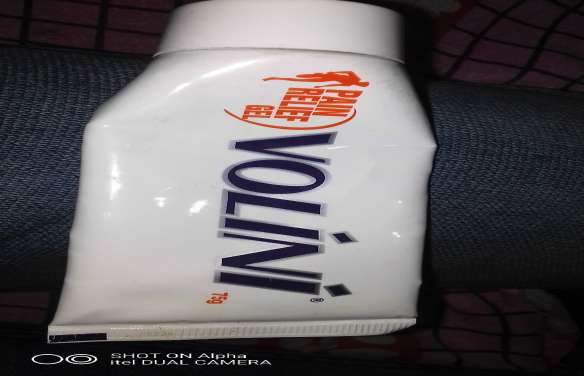 PAIN
RELIEF
GEL
VOLINI®
75g
SHOT ON Alpha
itel DUAL CAMERA